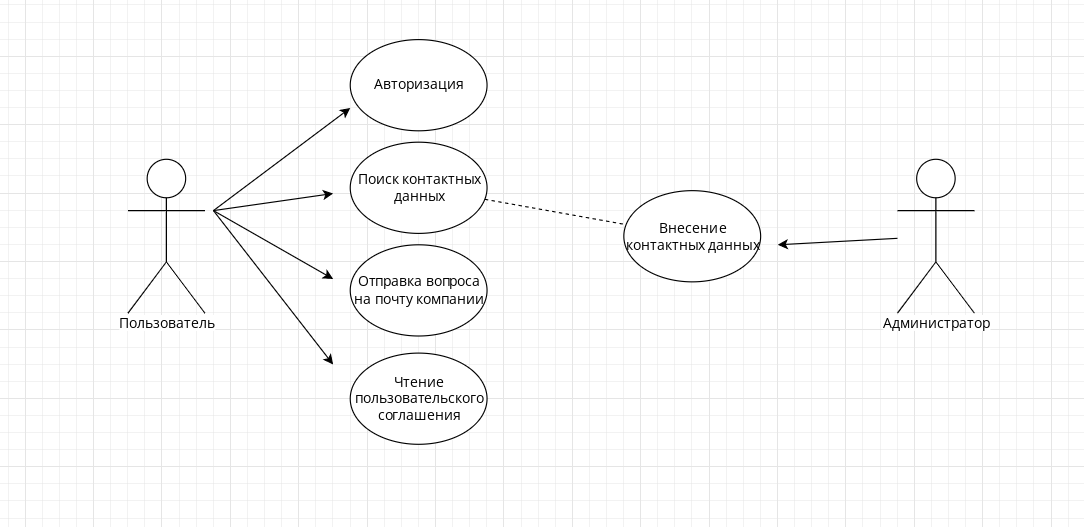 Авторизация
Поиск контактных
данных
Внесение
контактных данных
Отправка вопроса
на почту компании
Пользователь
Администратор
Чтение
пользовательского
соглашения